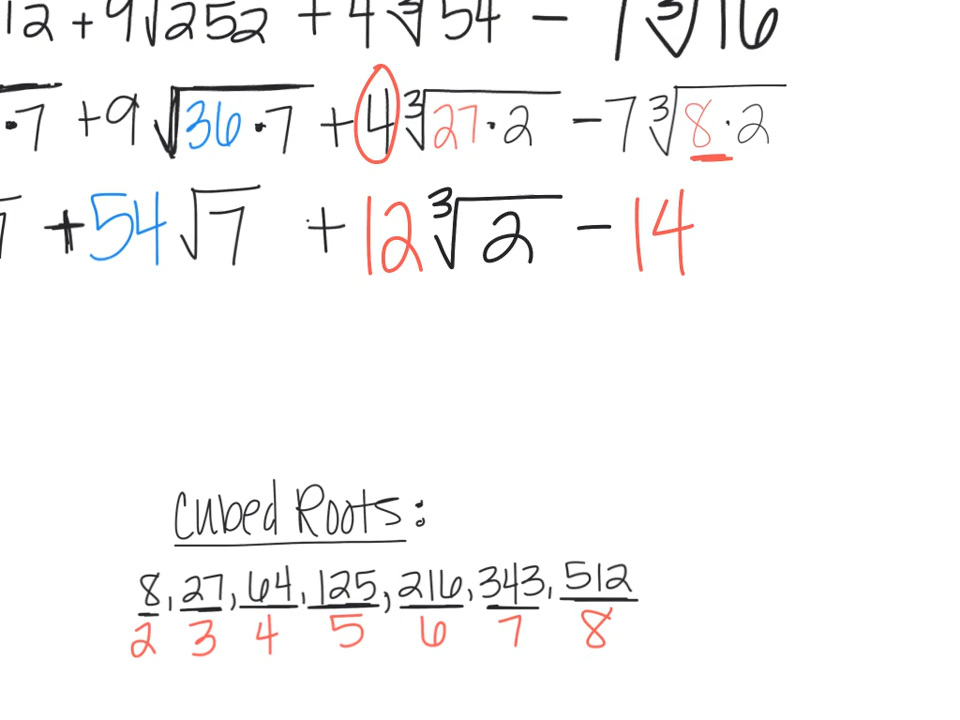 12 + 9√252 + 4∛54 − 7∛16
·7 + 9√36·7 + 4∛27·2 − 7∛8·2
+ 54√7 + 12∛2 − 14
Cubed Roots:
8, 27, 64, 125, 216, 343, 512
2 3 4 5 6 7 8